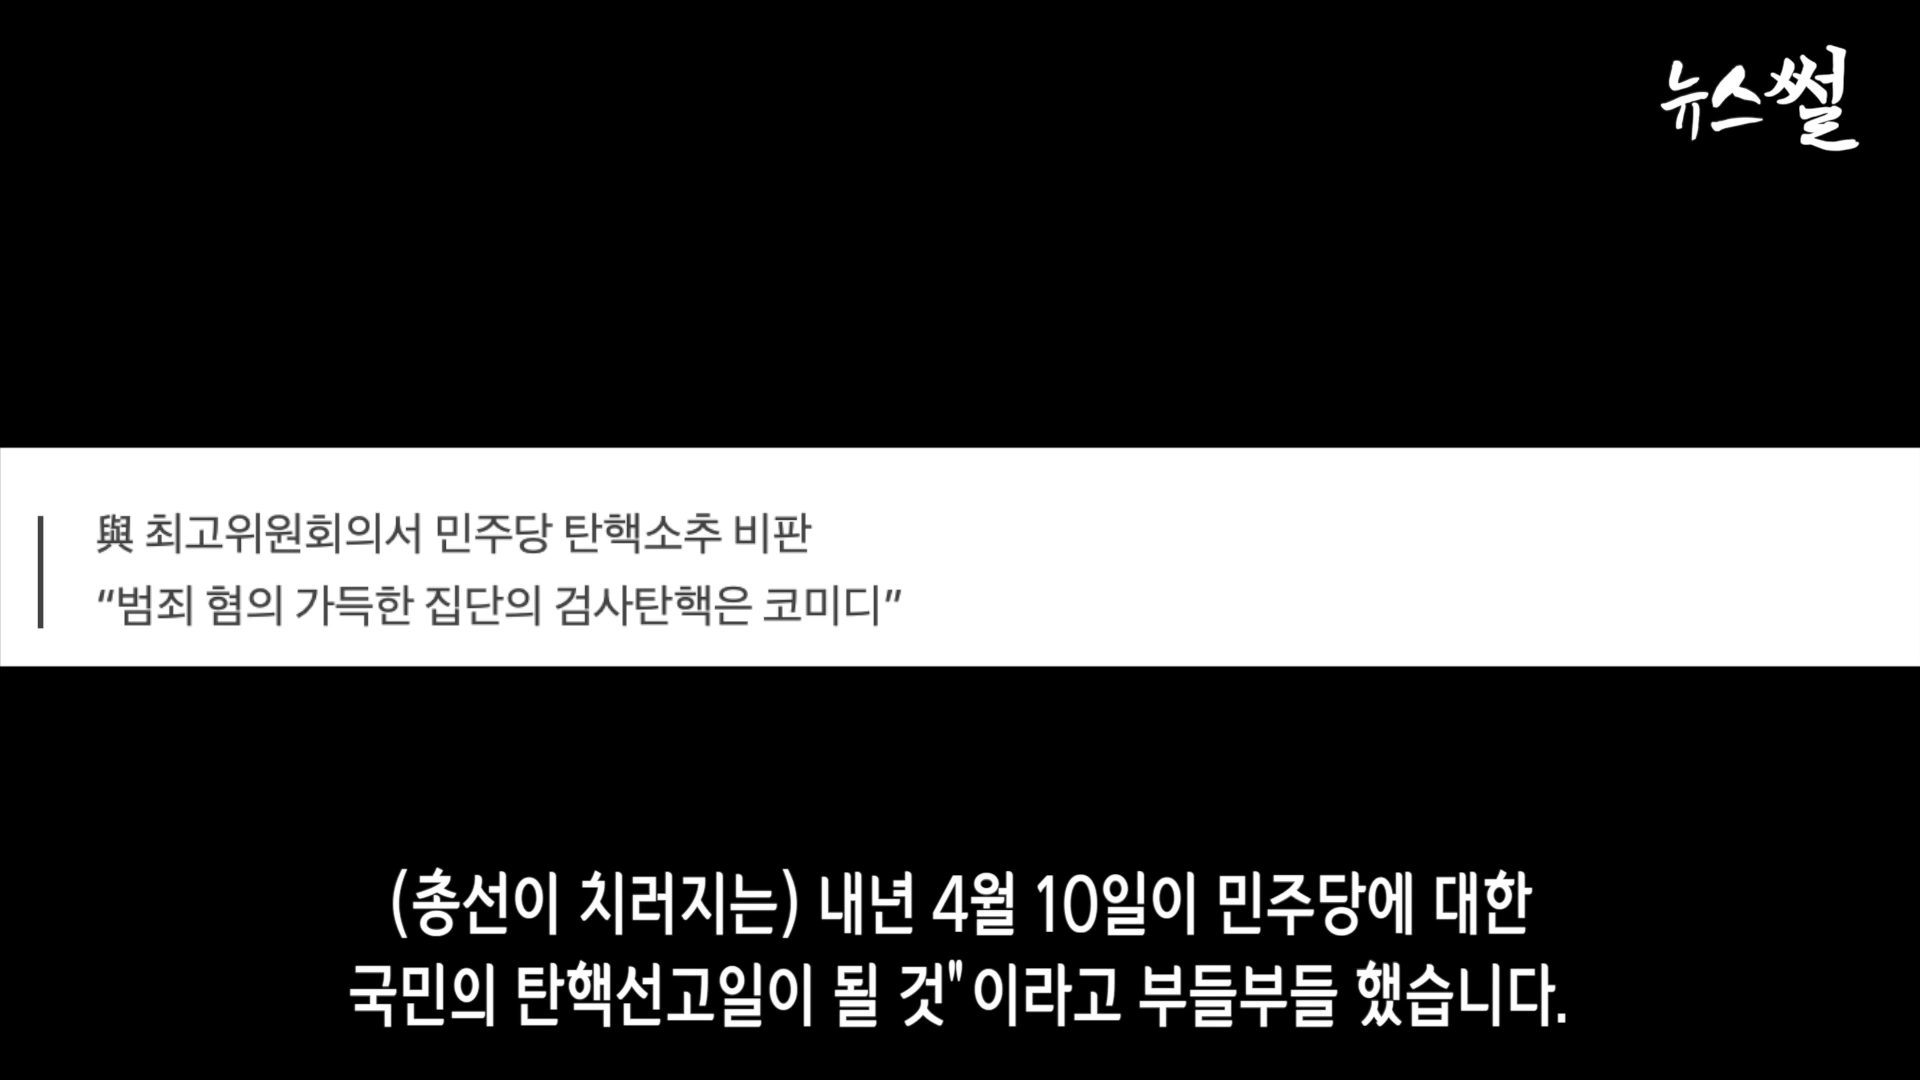 뉴스썰
與 최고위원회의서 민주당 탄핵소추 비판
“범죄 혐의 가득한 집단의 검사탄핵은 코미디”
(총선이 치러지는) 내년 4월 10일이 민주당에 대한
국민의 탄핵선고일이 될 것"이라고 부들부들 했습니다.